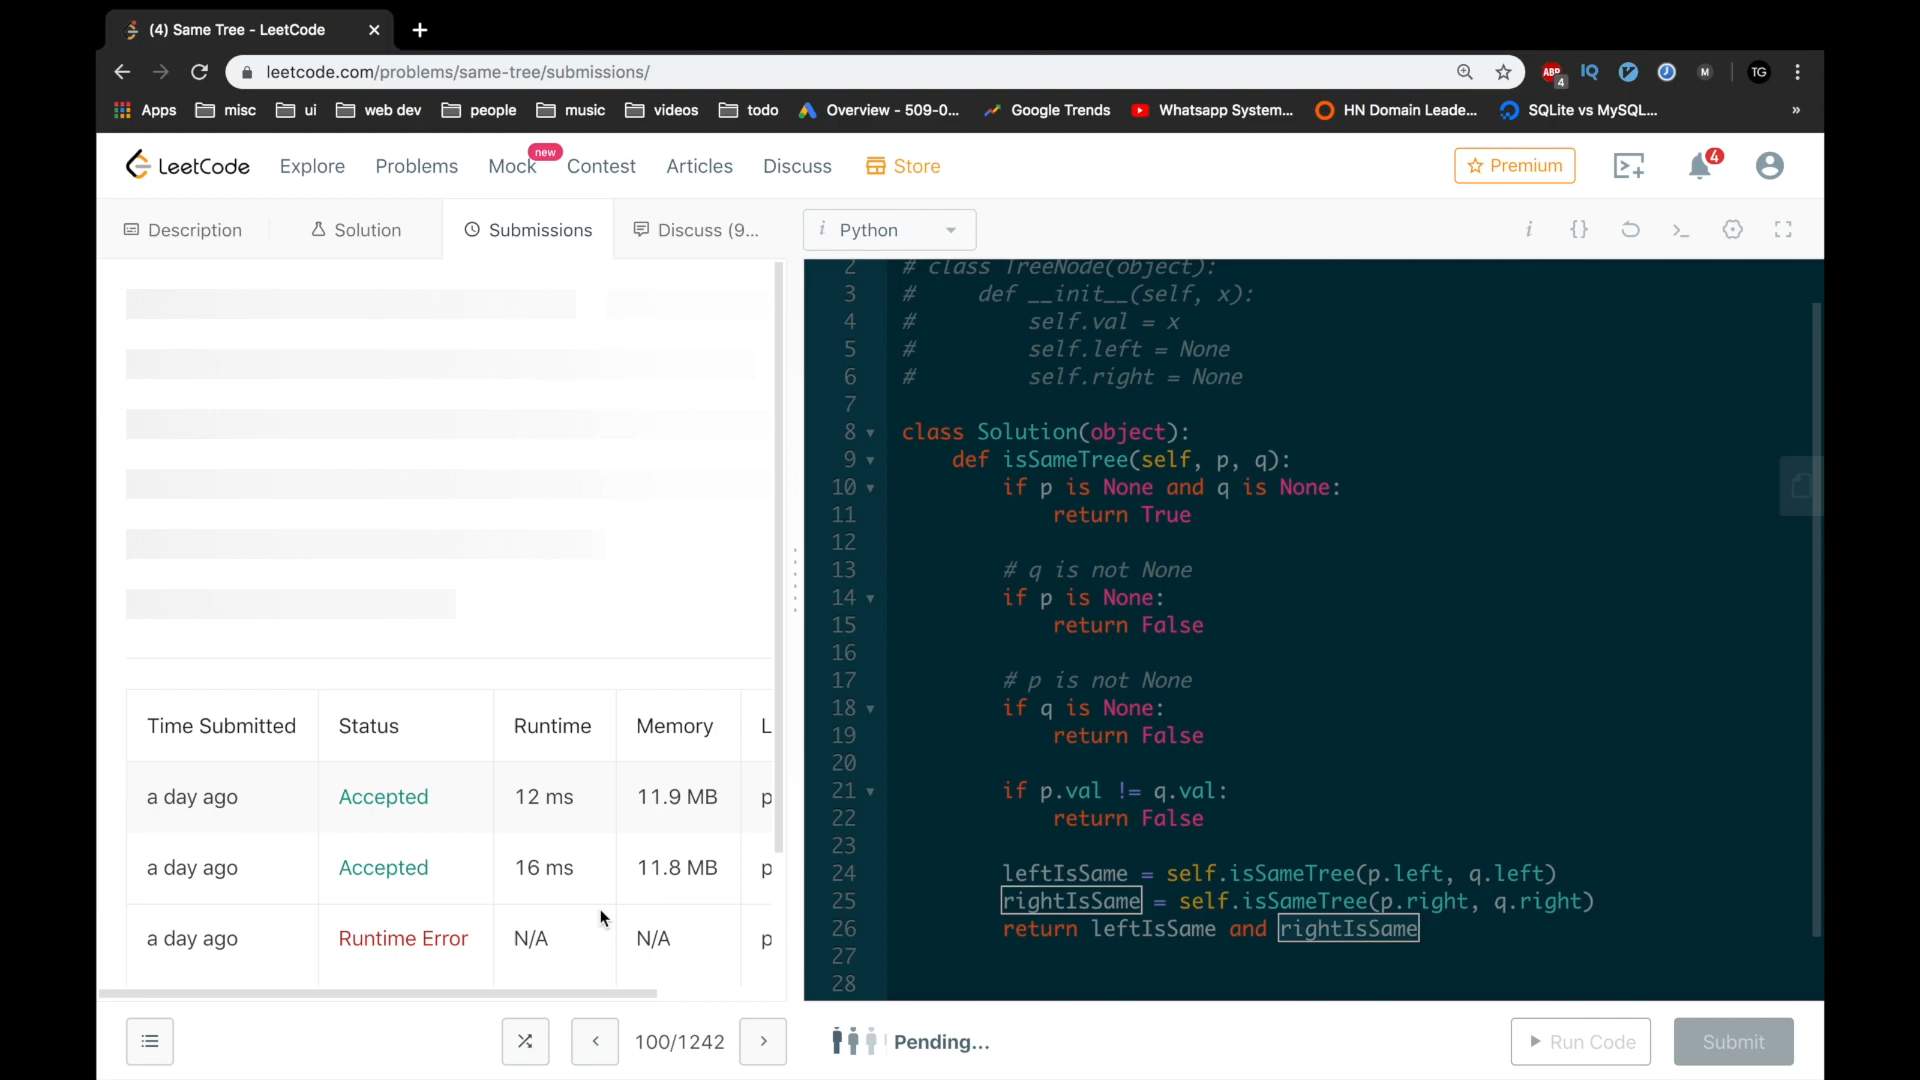 (4) Same Tree - LeetCode
leetcode.com/problems/same-tree/submissions/
ABP 4 IQ M TG
Apps misc ui web dev people music videos todo Overview - 509-0... Google Trends Whatsapp System... HN Domain Leade... SQLite vs MySQL... »
LeetCode Explore Problems Mock new Contest Articles Discuss Store Premium 4
Description Solution Submissions Discuss (9... i Python i {}
2 # class TreeNode(object):
3 #     def __init__(self, x):
4 #         self.val = x
5 #         self.left = None
6 #         self.right = None
7
8 class Solution(object):
9     def isSameTree(self, p, q):
10         if p is None and q is None:
11             return True
12
13         # q is not None
14         if p is None:
15             return False
16
17         # p is not None
18         if q is None:
19             return False
20
21         if p.val != q.val:
22             return False
23
24         leftIsSame = self.isSameTree(p.left, q.left)
25         rightIsSame = self.isSameTree(p.right, q.right)
26         return leftIsSame and rightIsSame
27
28
Time Submitted Status Runtime Memory L
a day ago Accepted 12 ms 11.9 MB p
a day ago Accepted 16 ms 11.8 MB p
a day ago Runtime Error N/A N/A p
100/1242 Pending... Run Code Submit